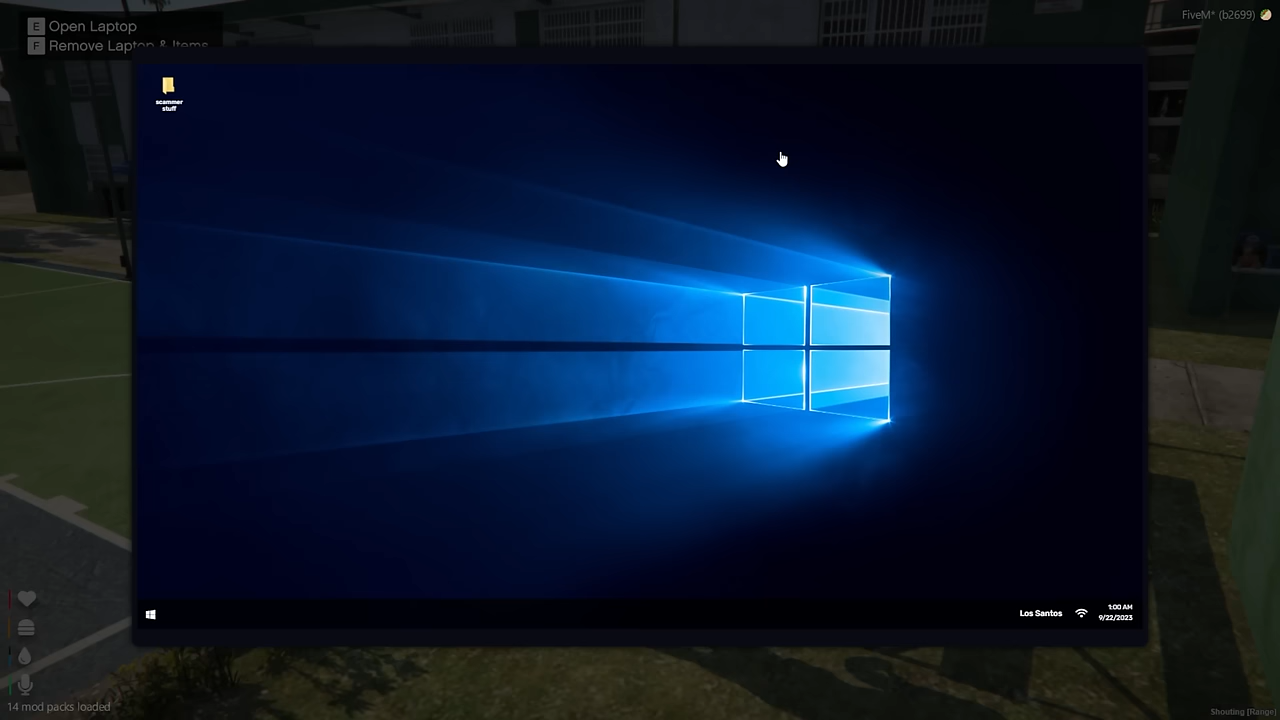 E Open Laptop
F Remove Laptop & Items
FiveM* (b2699)
scammer
stuff
Los Santos
1:00 AM
9/22/2023
14 mod packs loaded
Shouting [Range]